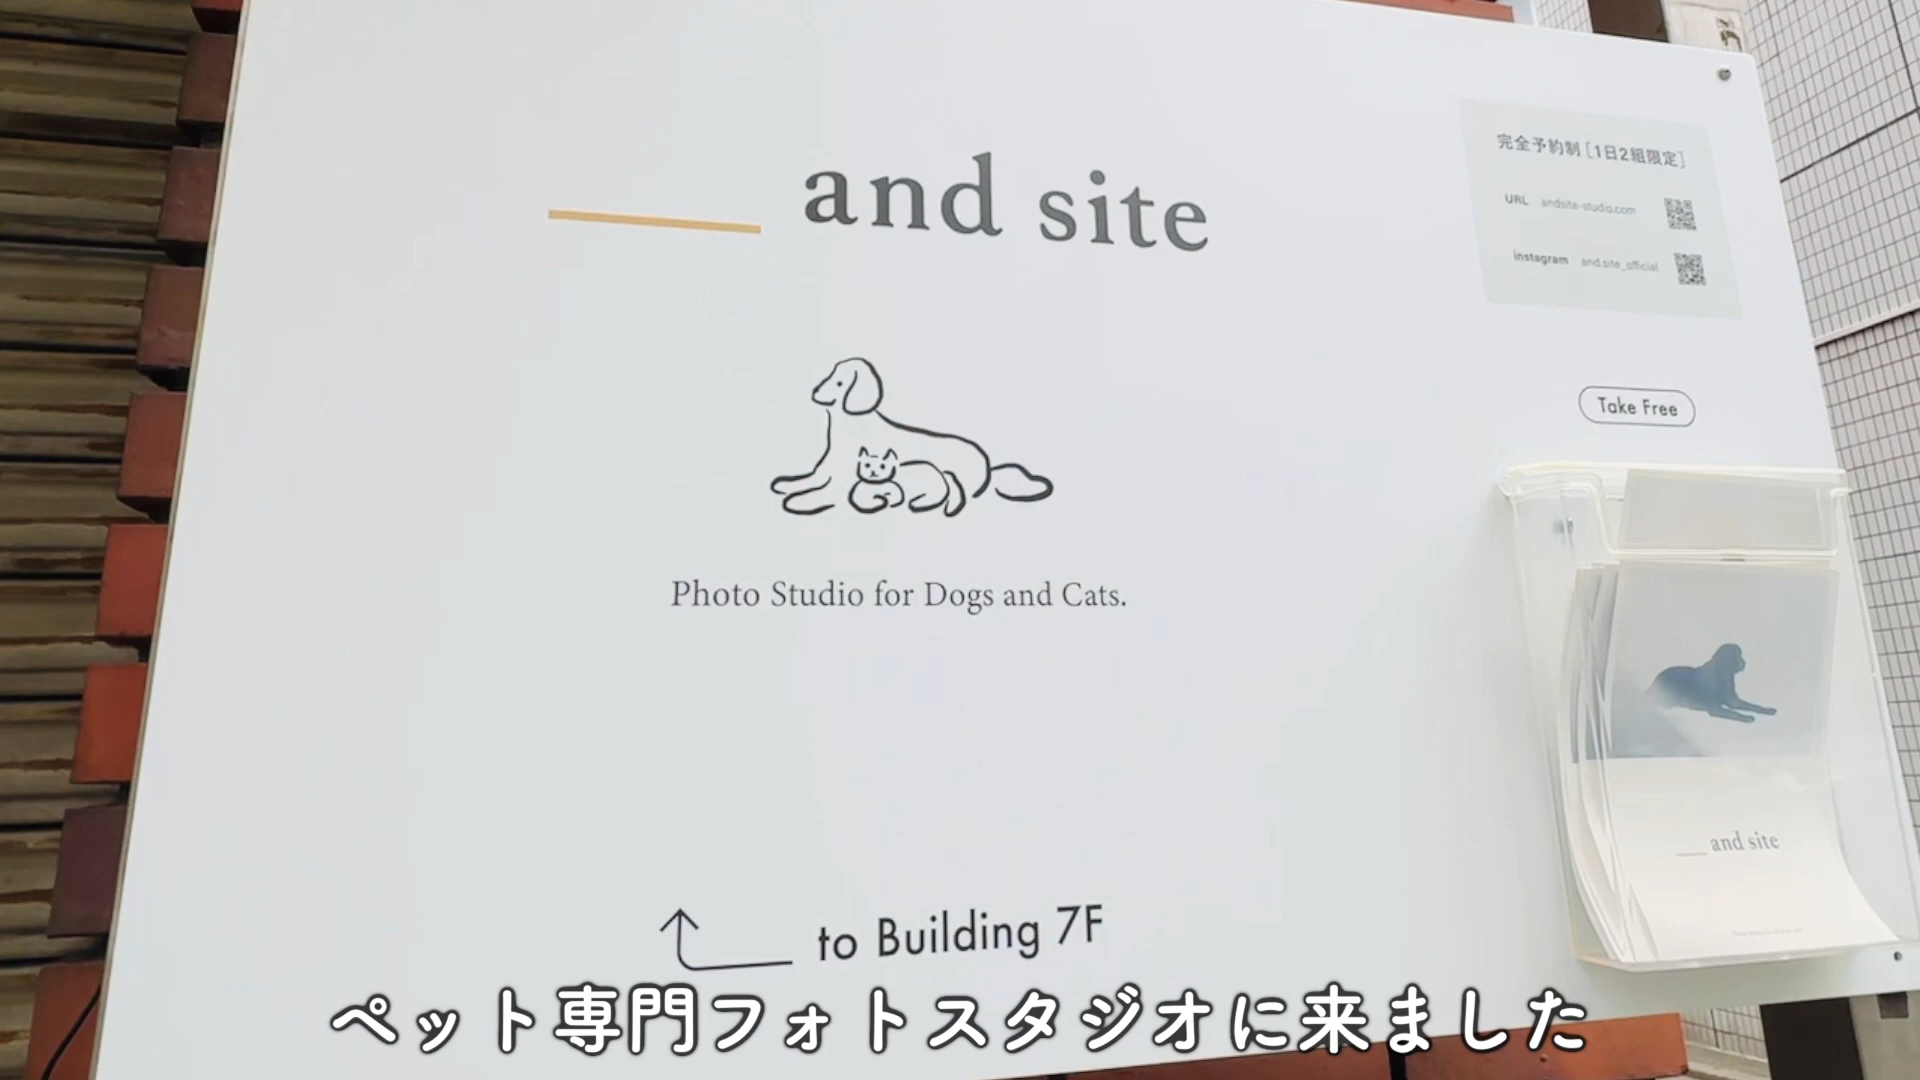 and site
完全予約制［1日2組限定］
URL andsite-studio.com
instagram and.site_official
Take Free
Photo Studio for Dogs and Cats.
and site
to Building 7F
ペット専門フォトスタジオに来ました